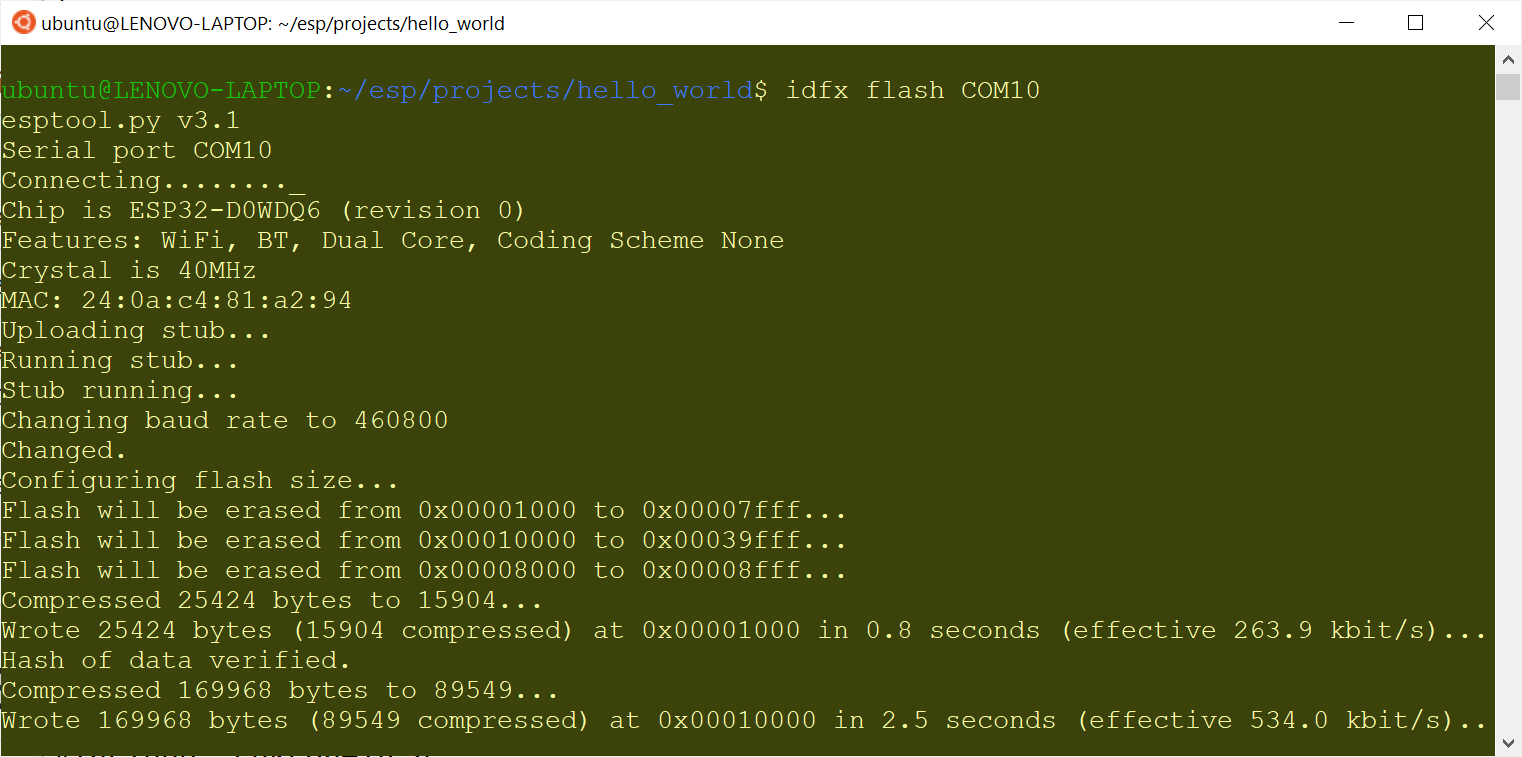 ubuntu@LENOVO-LAPTOP: ~/esp/projects/hello_world
ubuntu@LENOVO-LAPTOP:~/esp/projects/hello_world$ idfx flash COM10
esptool.py v3.1
Serial port COM10
Connecting........_
Chip is ESP32-D0WDQ6 (revision 0)
Features: WiFi, BT, Dual Core, Coding Scheme None
Crystal is 40MHz
MAC: 24:0a:c4:81:a2:94
Uploading stub...
Running stub...
Stub running...
Changing baud rate to 460800
Changed.
Configuring flash size...
Flash will be erased from 0x00001000 to 0x00007fff...
Flash will be erased from 0x00010000 to 0x00039fff...
Flash will be erased from 0x00008000 to 0x00008fff...
Compressed 25424 bytes to 15904...
Wrote 25424 bytes (15904 compressed) at 0x00001000 in 0.8 seconds (effective 263.9 kbit/s)...
Hash of data verified.
Compressed 169968 bytes to 89549...
Wrote 169968 bytes (89549 compressed) at 0x00010000 in 2.5 seconds (effective 534.0 kbit/s)..